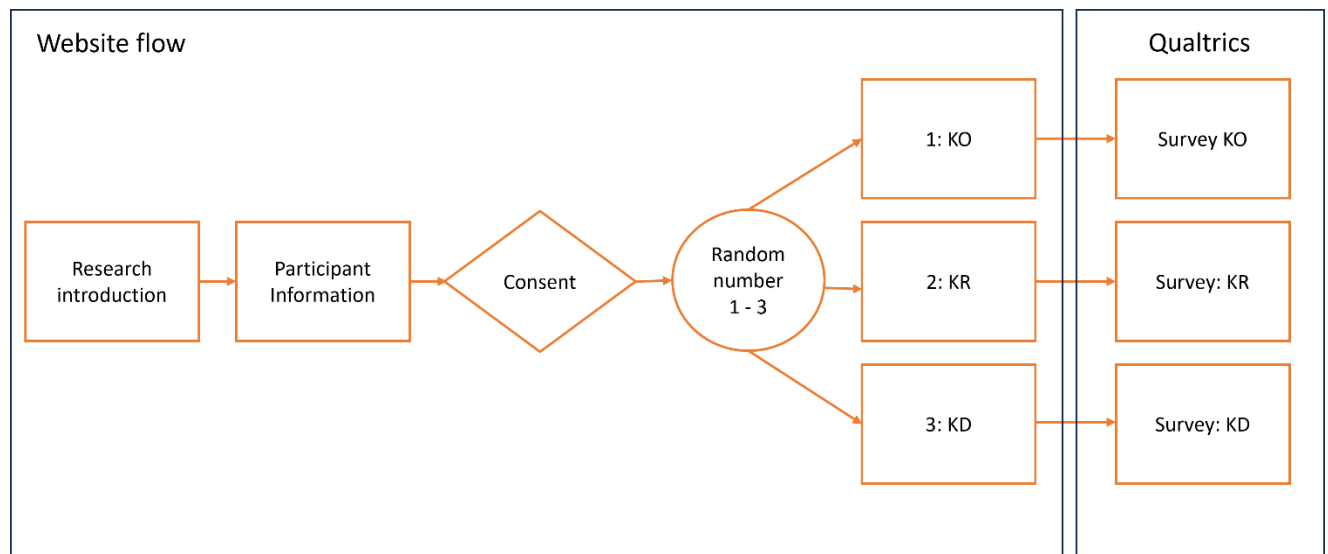 Website flow
Qualtrics
Research
introduction
Participant
Information
Consent
Random
number
1 - 3
1: KO
Survey KO
2: KR
Survey: KR
3: KD
Survey: KD